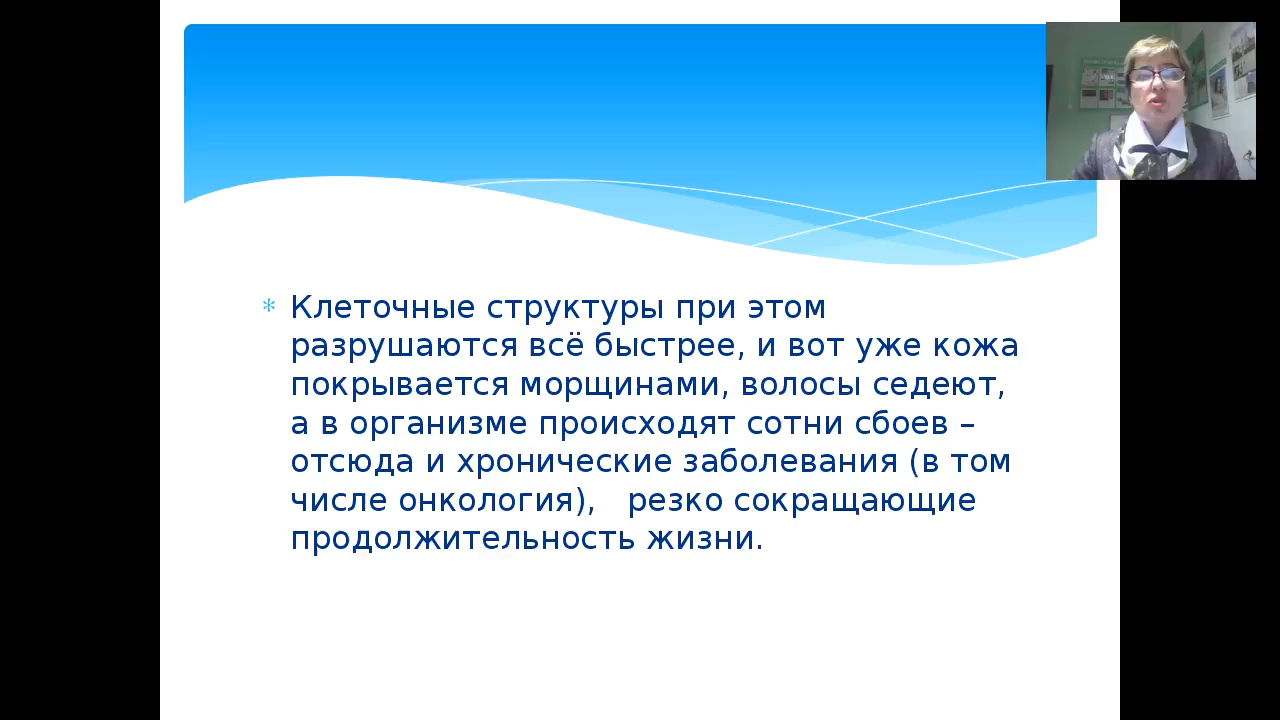 * Клеточные структуры при этом
разрушаются всё быстрее, и вот уже кожа
покрывается морщинами, волосы седеют,
а в организме происходят сотни сбоев –
отсюда и хронические заболевания (в том
числе онкология),   резко сокращающие
продолжительность жизни.